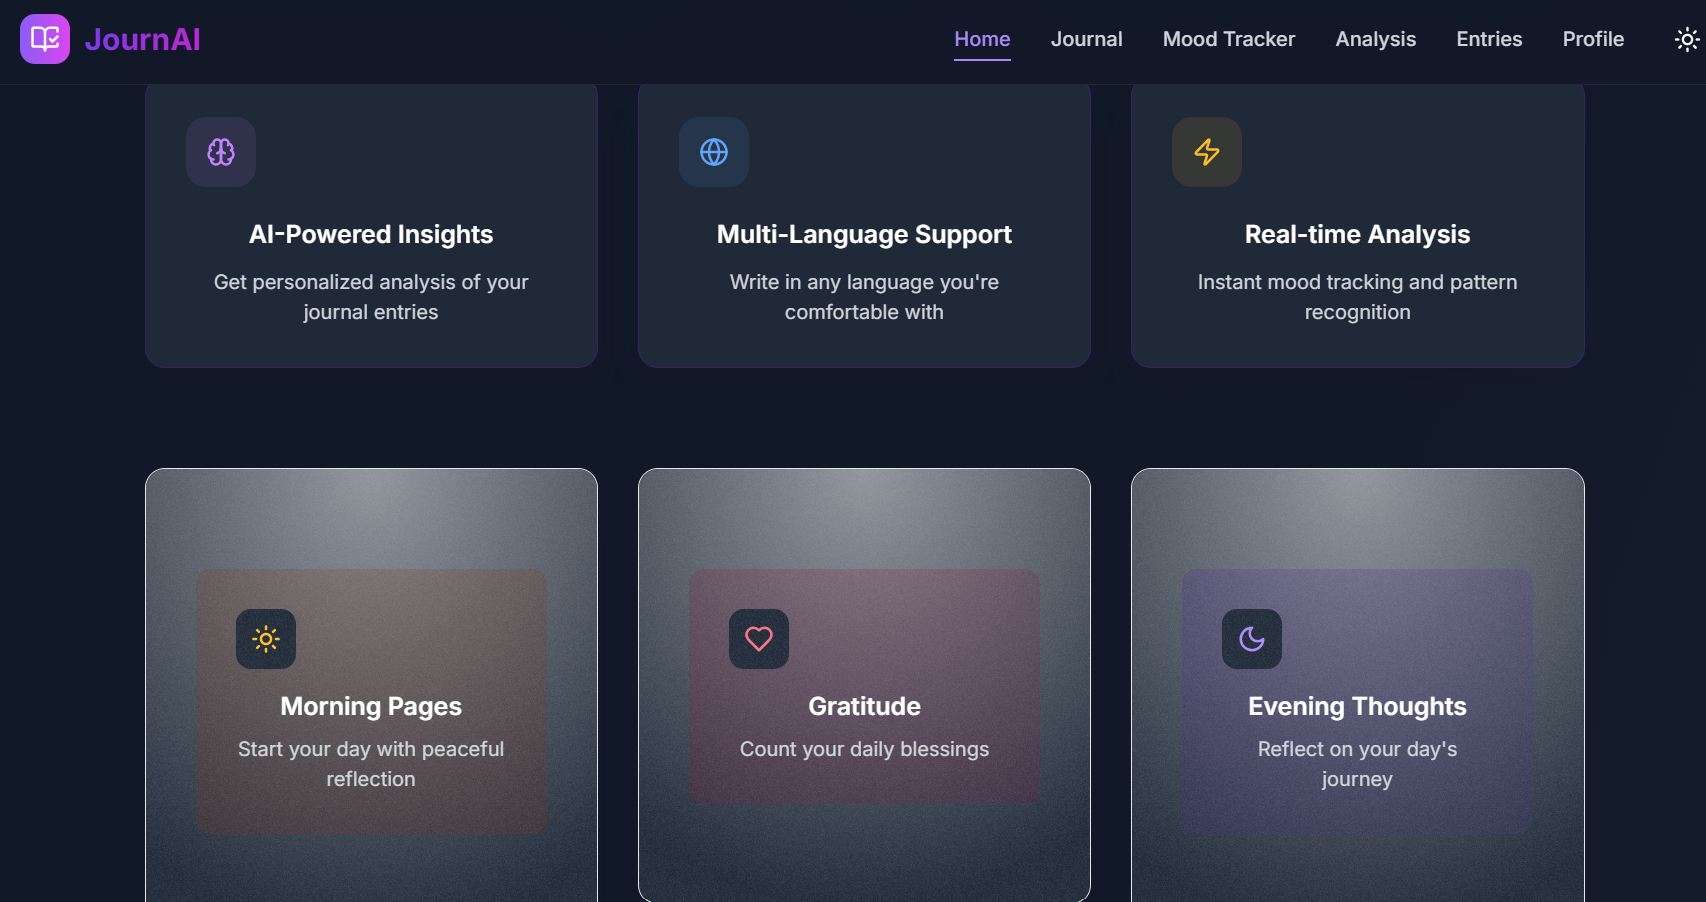 JournAI
Home
Journal
Mood Tracker
Analysis
Entries
Profile
AI-Powered Insights
Get personalized analysis of your
journal entries
Multi-Language Support
Write in any language you're
comfortable with
Real-time Analysis
Instant mood tracking and pattern
recognition
Morning Pages
Start your day with peaceful
reflection
Gratitude
Count your daily blessings
Evening Thoughts
Reflect on your day's
journey